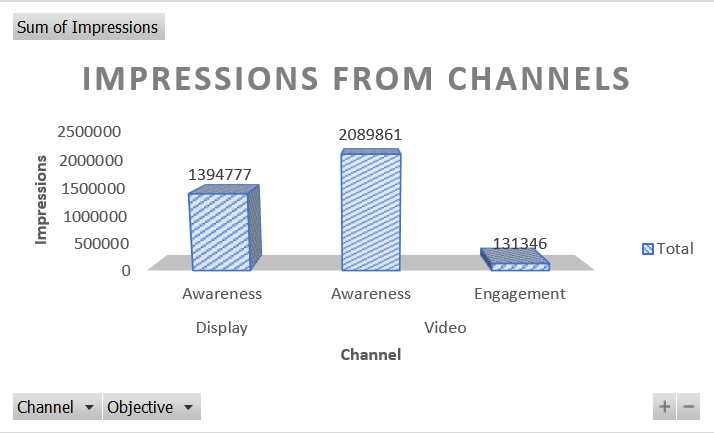 Sum of Impressions
IMPRESSIONS FROM CHANNELS
Impressions
2500000
2000000
1500000
1000000
500000
0
1394777
2089861
131346
Total
Awareness Awareness Engagement
Display Video
Channel
Channel Objective
+ −